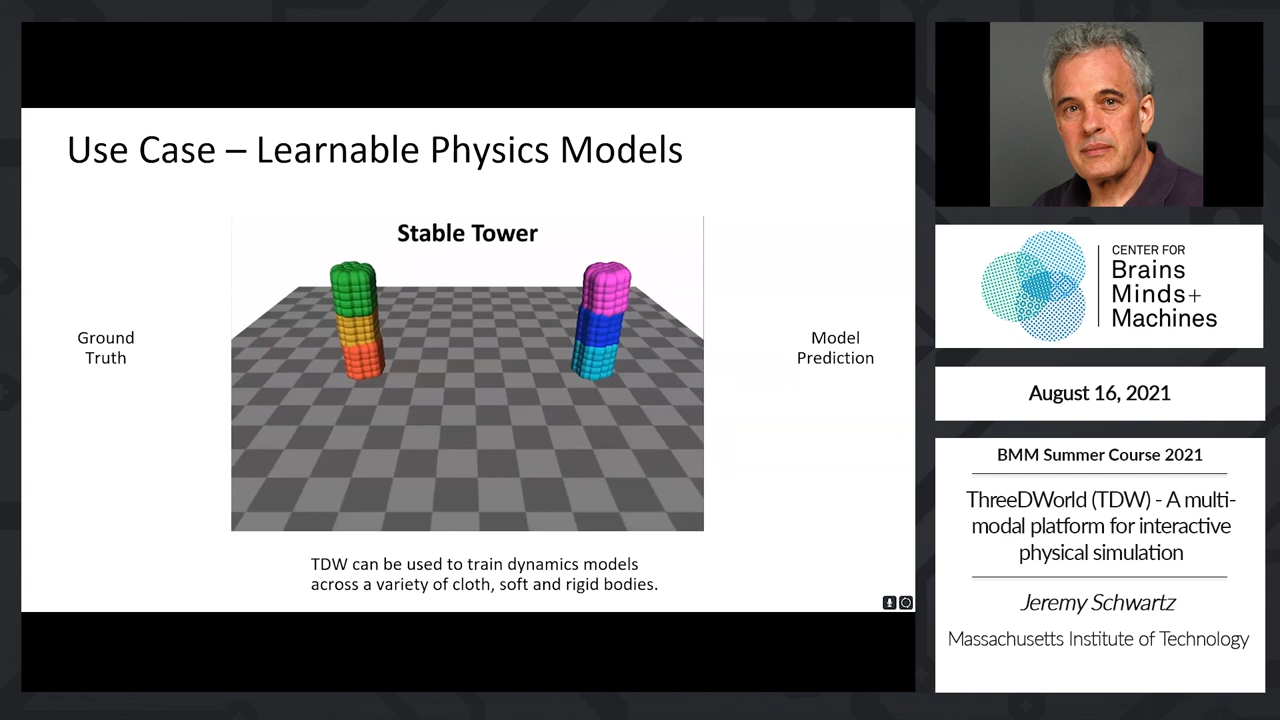 Use Case – Learnable Physics Models
Stable Tower
Ground
Truth
Model
Prediction
TDW can be used to train dynamics models
across a variety of cloth, soft and rigid bodies.
CENTER FOR
Brains
Minds+
Machines
August 16, 2021
BMM Summer Course 2021
ThreeDWorld (TDW) - A multi-
modal platform for interactive
physical simulation
Jeremy Schwartz
Massachusetts Institute of Technology